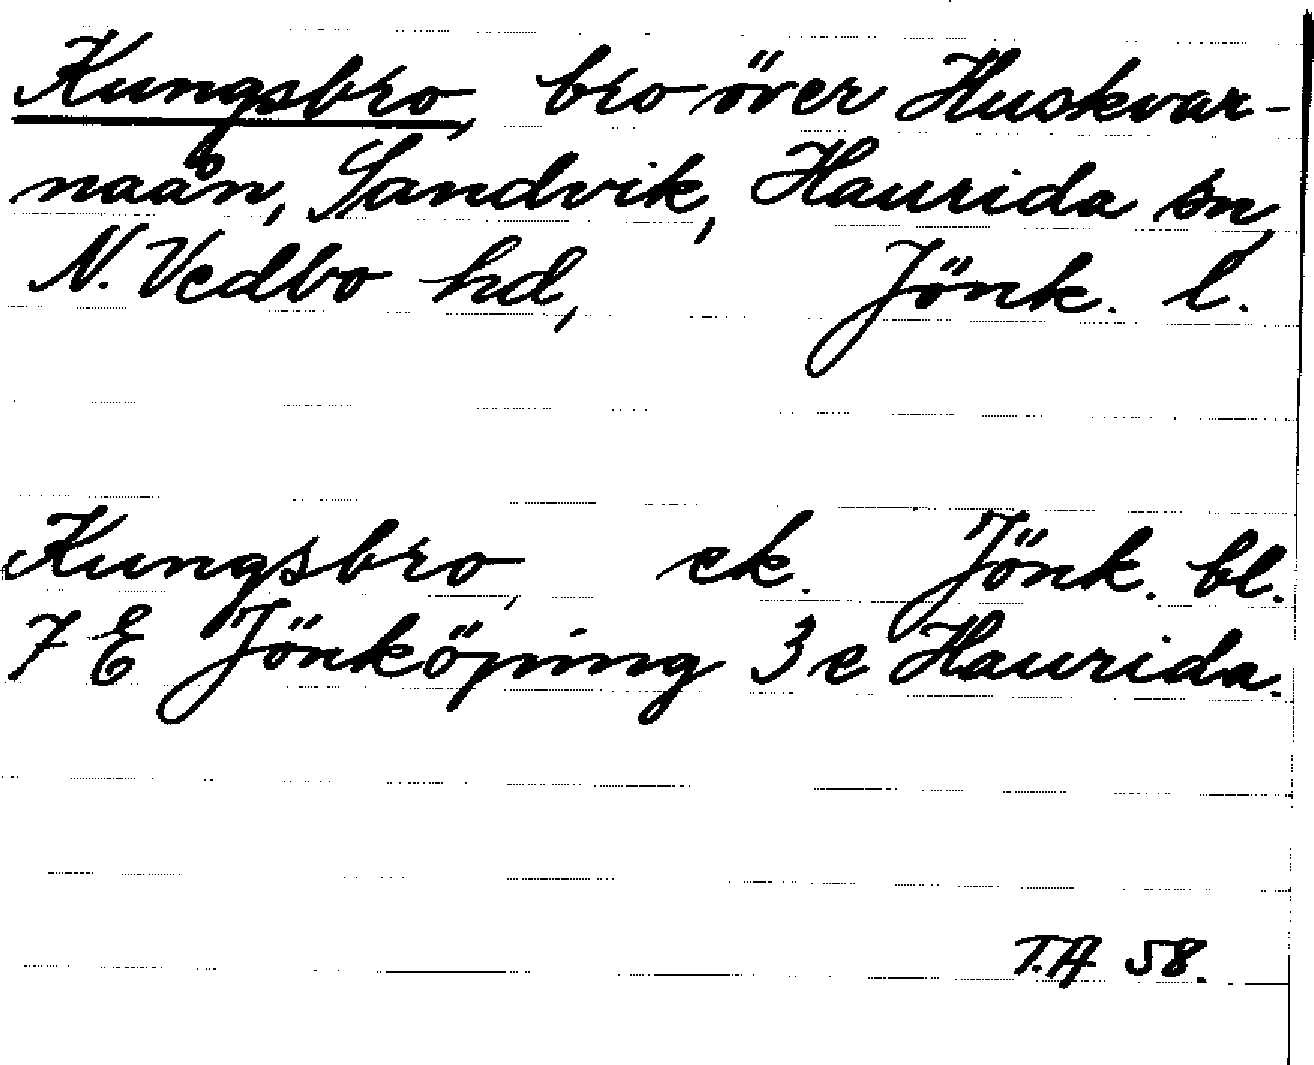 Kungsbro, bro över Huskvar-
naån, Sandvik, Haurida sn,
N. Vedbo hd, Jönk. l.
Kungsbro, ek. Jönk. bl.
7 E Jönköping 3 e Haurida.
T.A 58.